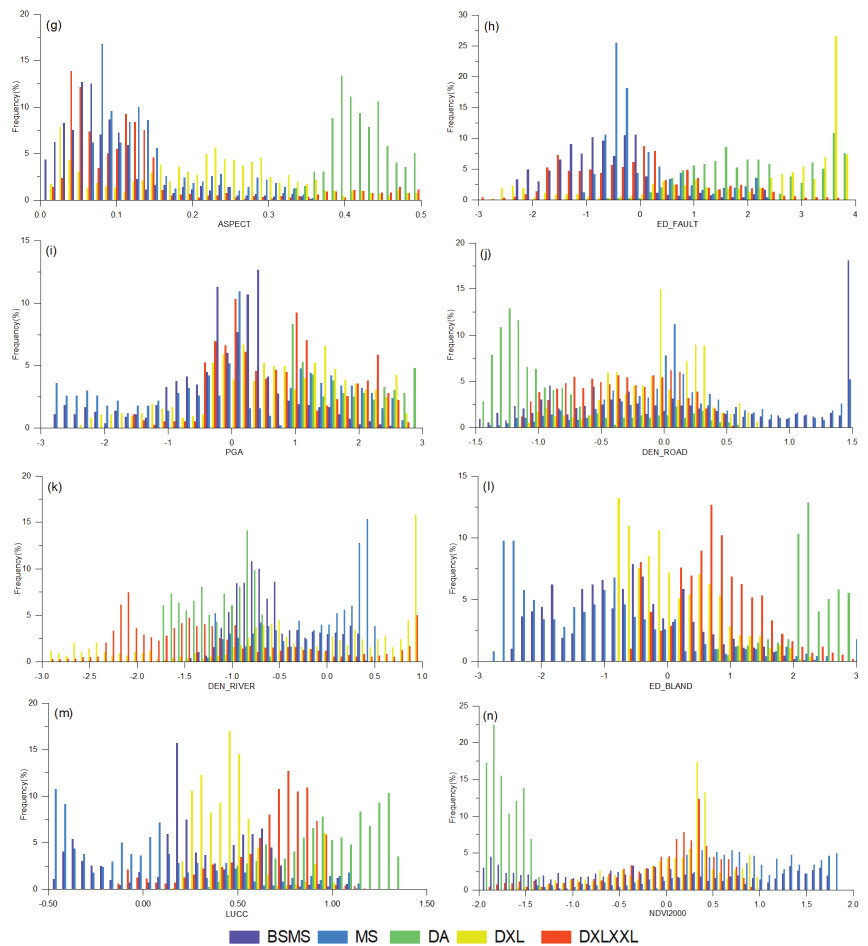 (g)
Frequency(%)
20
15
10
5
0
0.0 0.1 0.2 0.3 0.4 0.5
ASPECT
(h)
Frequency(%)
30
25
20
15
10
5
0
-3 -2 -1 0 1 2 3 4
ED_FAULT
(i)
Frequency(%)
15
10
5
0
-3 -2 -1 0 1 2 3
PGA
(j)
Frequency(%)
20
15
10
5
0
-1.5 -1.0 -0.5 0.0 0.5 1.0 1.5
DEN_ROAD
(k)
Frequency(%)
20
15
10
5
0
-3.0 -2.5 -2.0 -1.5 -1.0 -0.5 0.0 0.5 1.0
DEN_RIVER
(l)
Frequency(%)
15
10
5
0
-3 -2 -1 0 1 2 3
ED_BLAND
(m)
Frequency(%)
20
15
10
5
0
-0.50 0.00 0.50 1.00 1.50
LUCC
(n)
Frequency(%)
25
20
15
10
5
0
-2.0 -1.5 -1.0 -0.5 0.0 0.5 1.0 1.5 2.0
NDVI2000
BSMS MS DA DXL DXLXXL